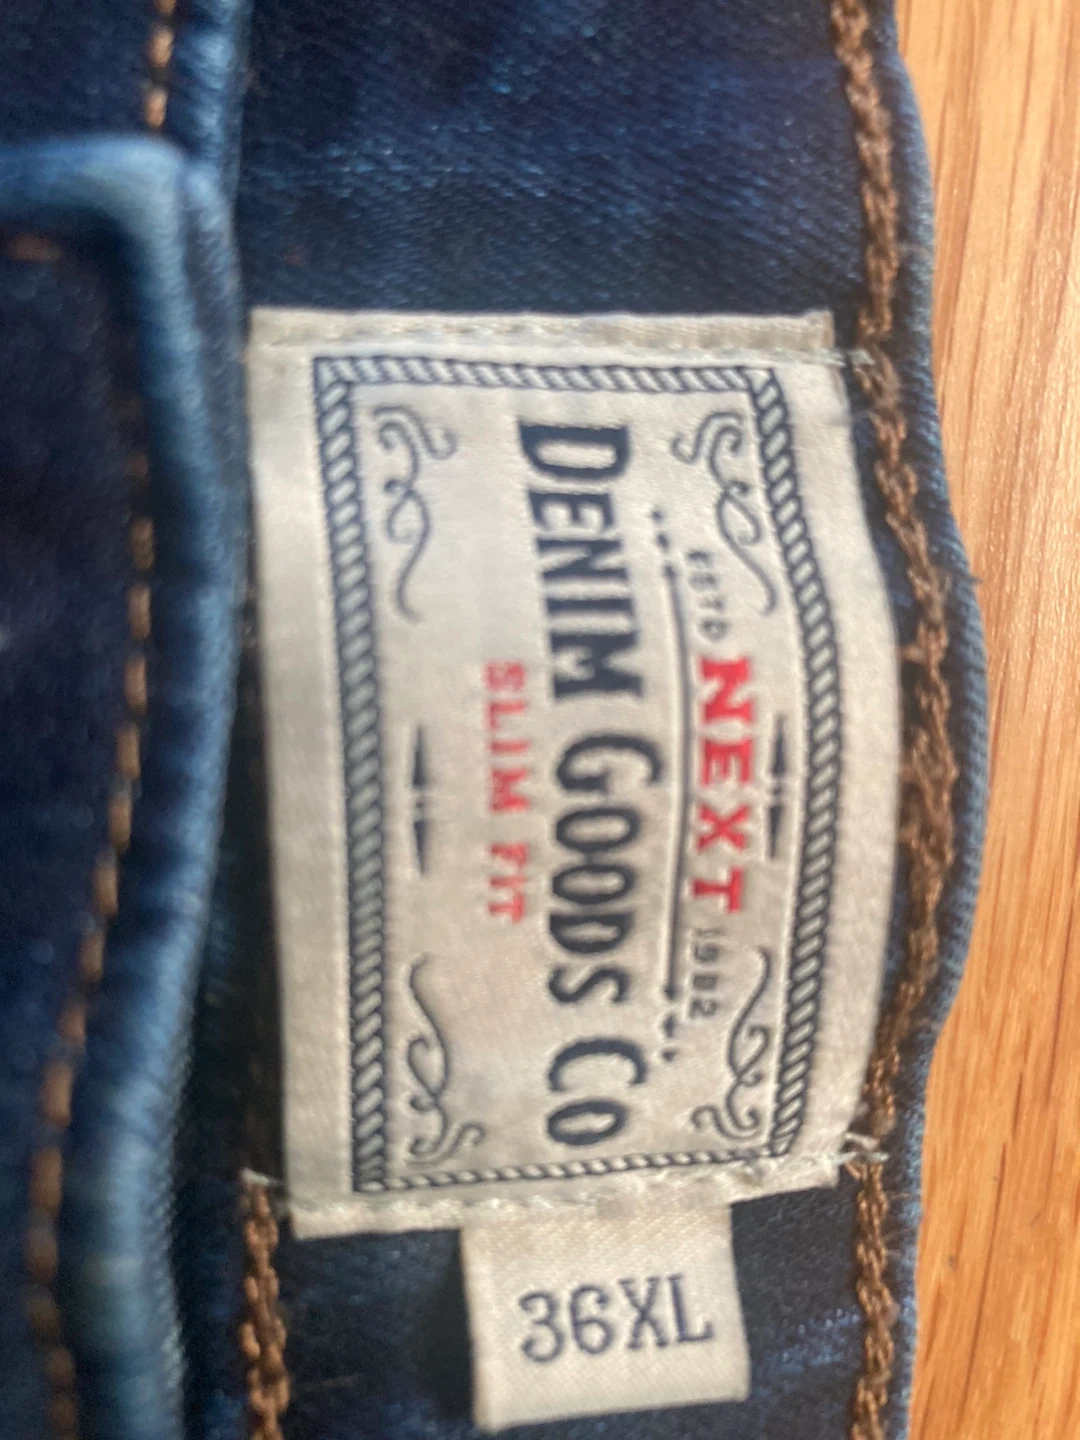 ESTD NEXT 1982
DENIM GOODS CO
SLIM FIT
36XL